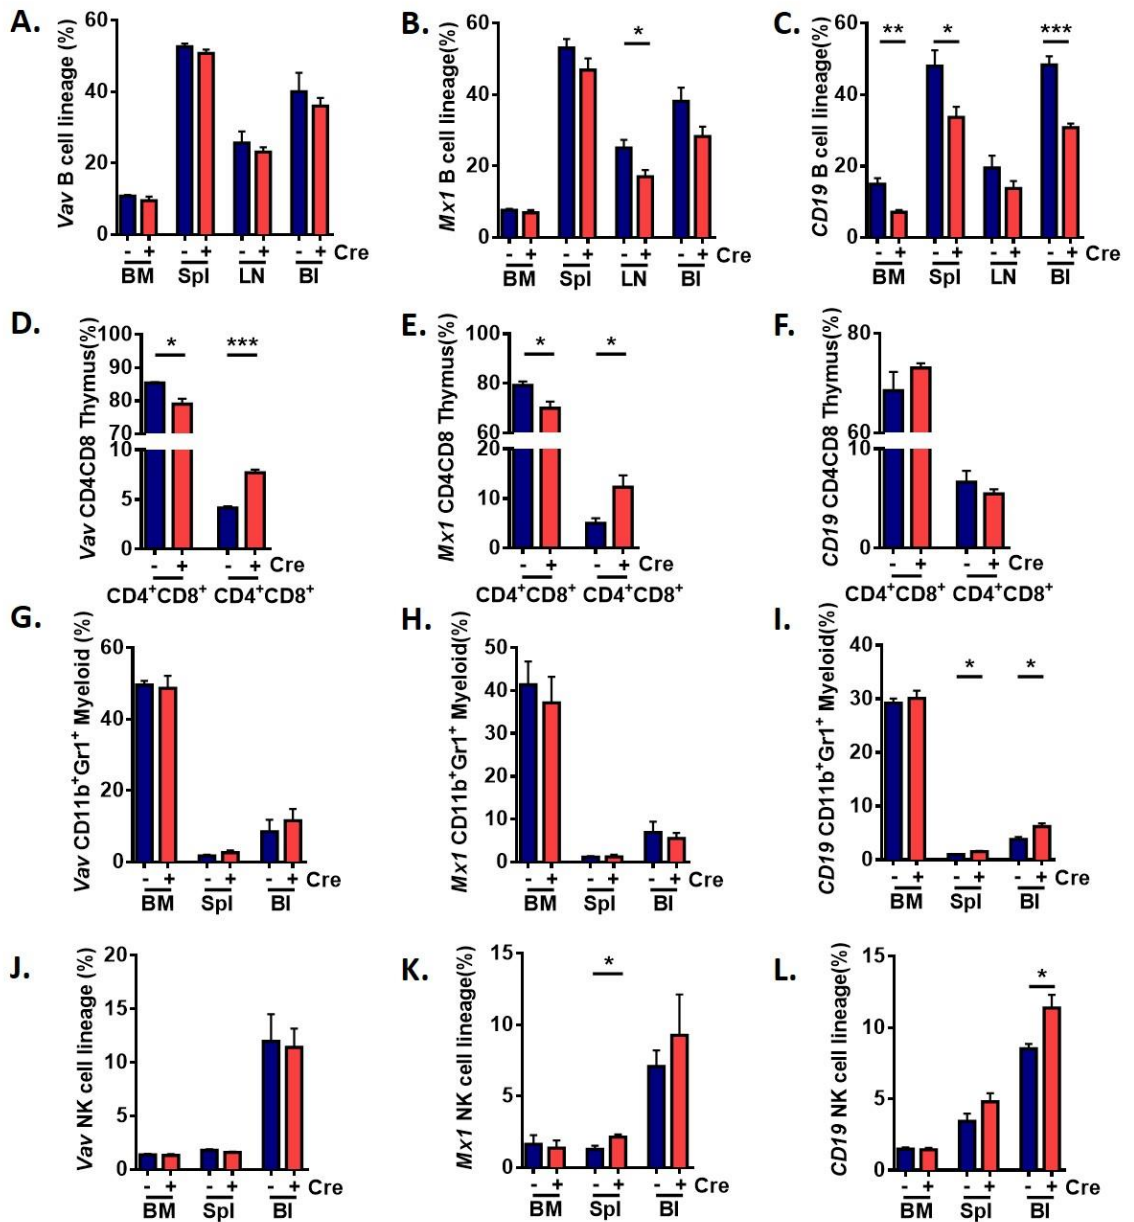 A.
Vav B cell lineage (%)
60
40
20
0
- + - + - + - + Cre
BM Spl LN Bl
B.
Mx1 B cell lineage(%)
60
40
20
0
*
- + - + - + - + Cre
BM Spl LN Bl
C.
CD19 B cell lineage(%)
60
40
20
0
** * ***
- + - + - + - + Cre
BM Spl LN Bl
D.
Vav CD4CD8 Thymus(%)
100
90
80
70
10
5
0
* ***
- + - + Cre
CD4+CD8+ CD4+CD8+
E.
Mx1 CD4CD8 Thymus(%)
100
80
60
20
10
0
* *
- + - + Cre
CD4+CD8+ CD4+CD8+
F.
CD19 CD4CD8 Thymus(%)
80
60
10
0
- + - + Cre
CD4+CD8+ CD4+CD8+
G.
Vav CD11b+Gr1+ Myeloid (%)
60
40
20
0
- + - + - + Cre
BM Spl Bl
H.
Mx1 CD11b+Gr1+ Myeloid(%)
50
40
30
20
10
0
- + - + - + Cre
BM Spl Bl
I.
CD19 CD11b+Gr1+ Myeloid(%)
40
30
20
10
0
* *
- + - + - + Cre
BM Spl Bl
J.
Vav NK cell lineage (%)
20
15
10
5
0
- + - + - + Cre
BM Spl Bl
K.
Mx1 NK cell lineage(%)
15
10
5
0
*
- + - + - + Cre
BM Spl Bl
L.
CD19 NK cell lineage(%)
15
10
5
0
*
- + - + - + Cre
BM Spl Bl